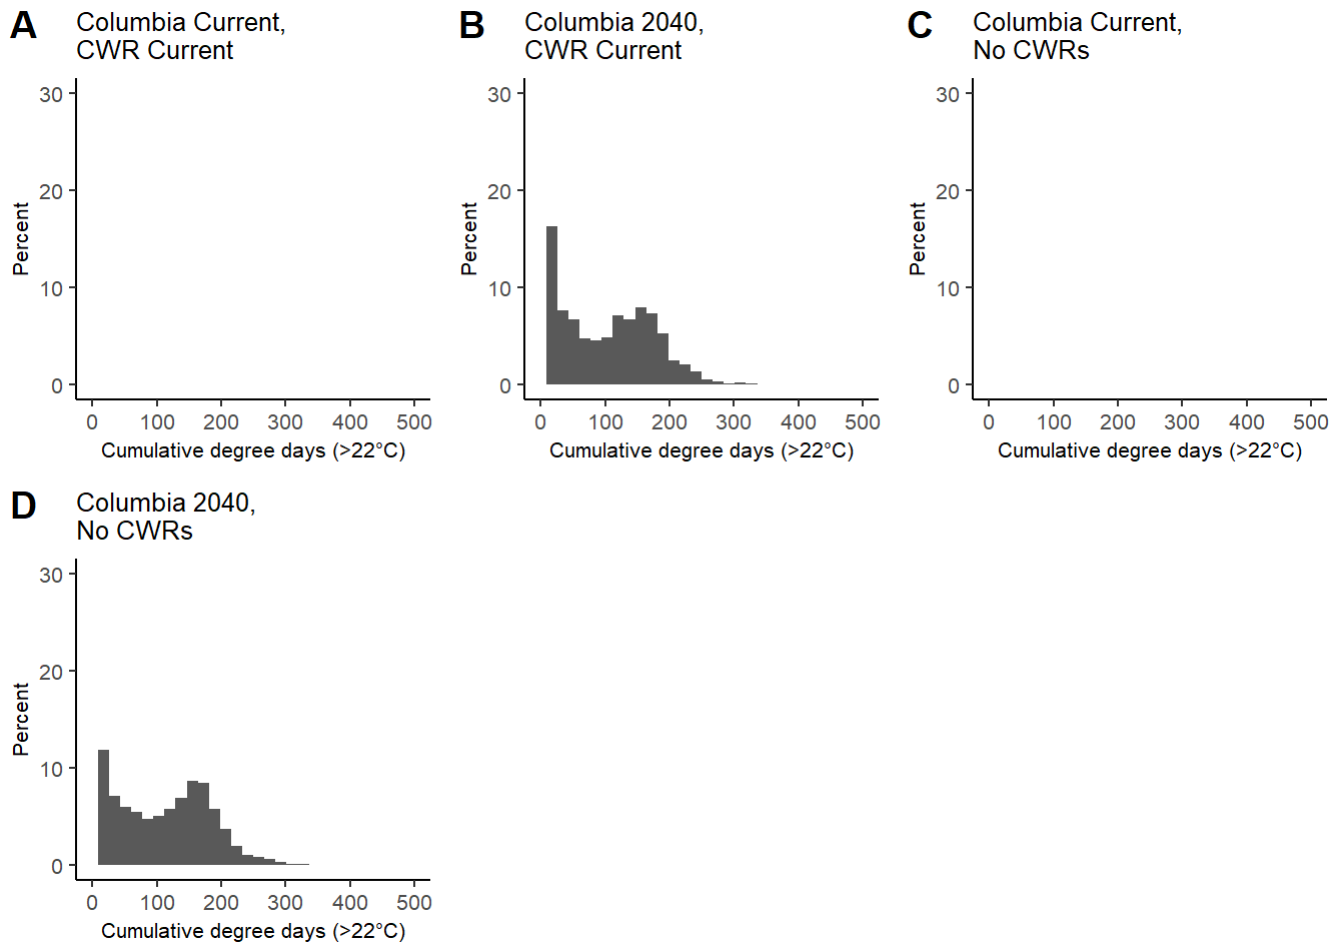 A Columbia Current,
CWR Current
30
20
10
0
Percent
0 100 200 300 400 500
Cumulative degree days (>22°C)
B Columbia 2040,
CWR Current
30
20
10
0
Percent
0 100 200 300 400 500
Cumulative degree days (>22°C)
C Columbia Current,
No CWRs
30
20
10
0
Percent
0 100 200 300 400 500
Cumulative degree days (>22°C)
D Columbia 2040,
No CWRs
30
20
10
0
Percent
0 100 200 300 400 500
Cumulative degree days (>22°C)